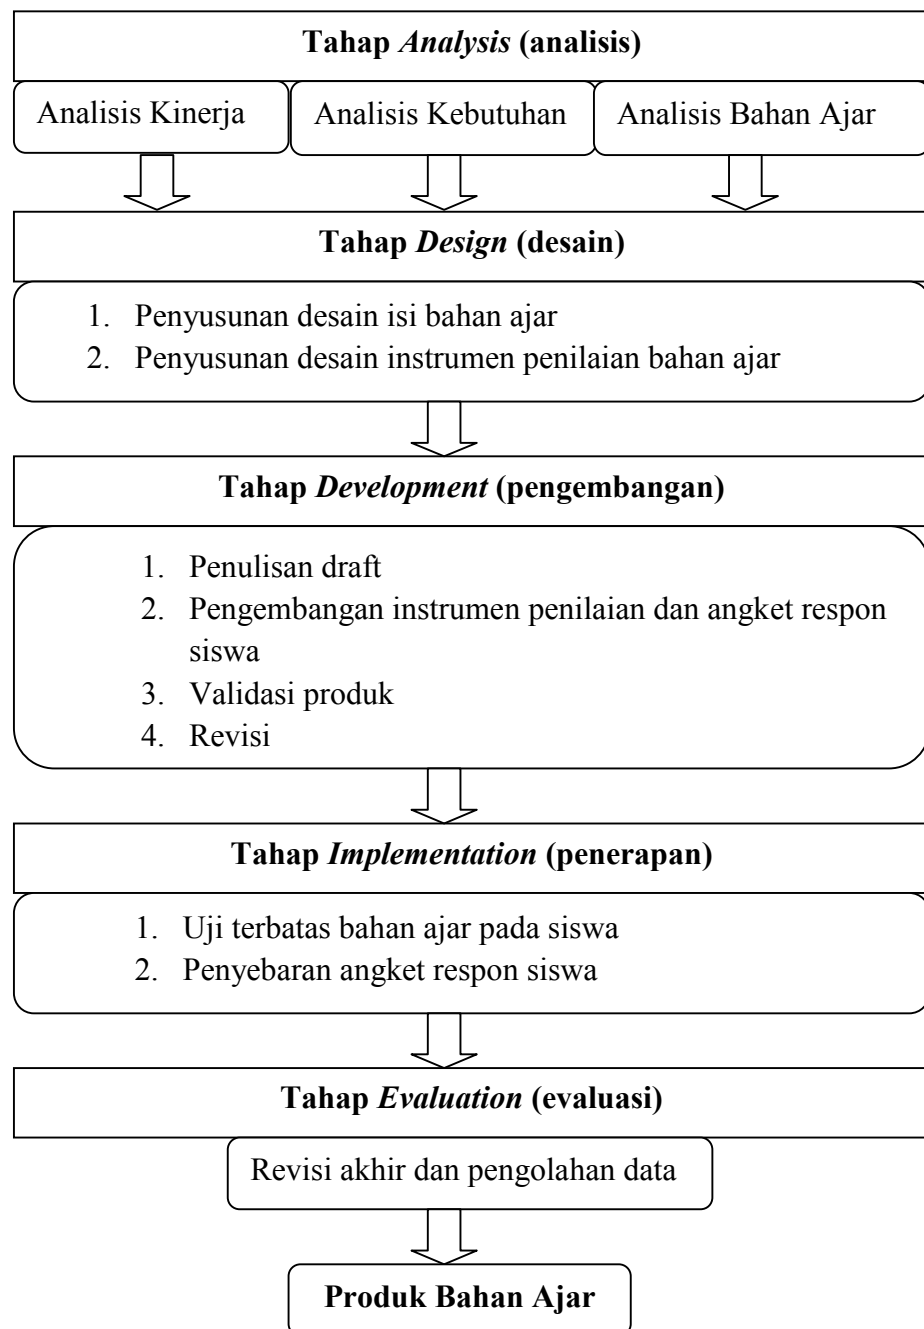 Tahap Analysis (analisis)
Analisis Kinerja
Analisis Kebutuhan
Analisis Bahan Ajar
Tahap Design (desain)
1. Penyusunan desain isi bahan ajar
2. Penyusunan desain instrumen penilaian bahan ajar
Tahap Development (pengembangan)
1. Penulisan draft
2. Pengembangan instrumen penilaian dan angket respon
siswa
3. Validasi produk
4. Revisi
Tahap Implementation (penerapan)
1. Uji terbatas bahan ajar pada siswa
2. Penyebaran angket respon siswa
Tahap Evaluation (evaluasi)
Revisi akhir dan pengolahan data
Produk Bahan Ajar